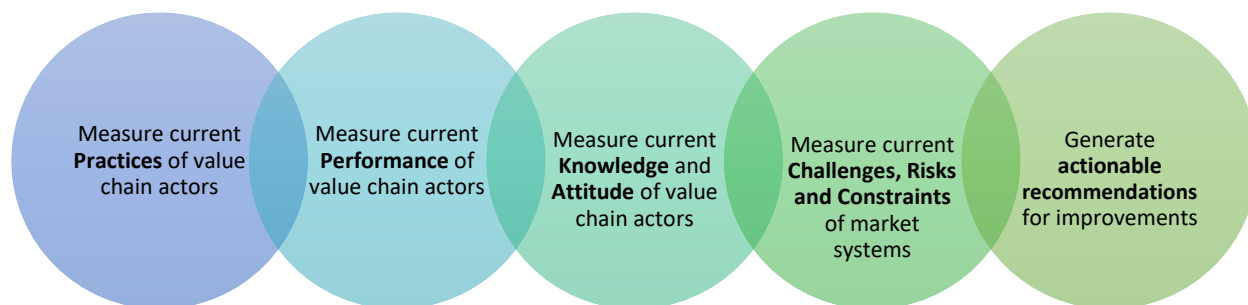 Measure current
Practices of value
chain actors
Measure current
Performance of
value chain actors
Measure current
Knowledge and
Attitude of value
chain actors
Measure current
Challenges, Risks
and Constraints
of market
systems
Generate
actionable
recommendations
for improvements